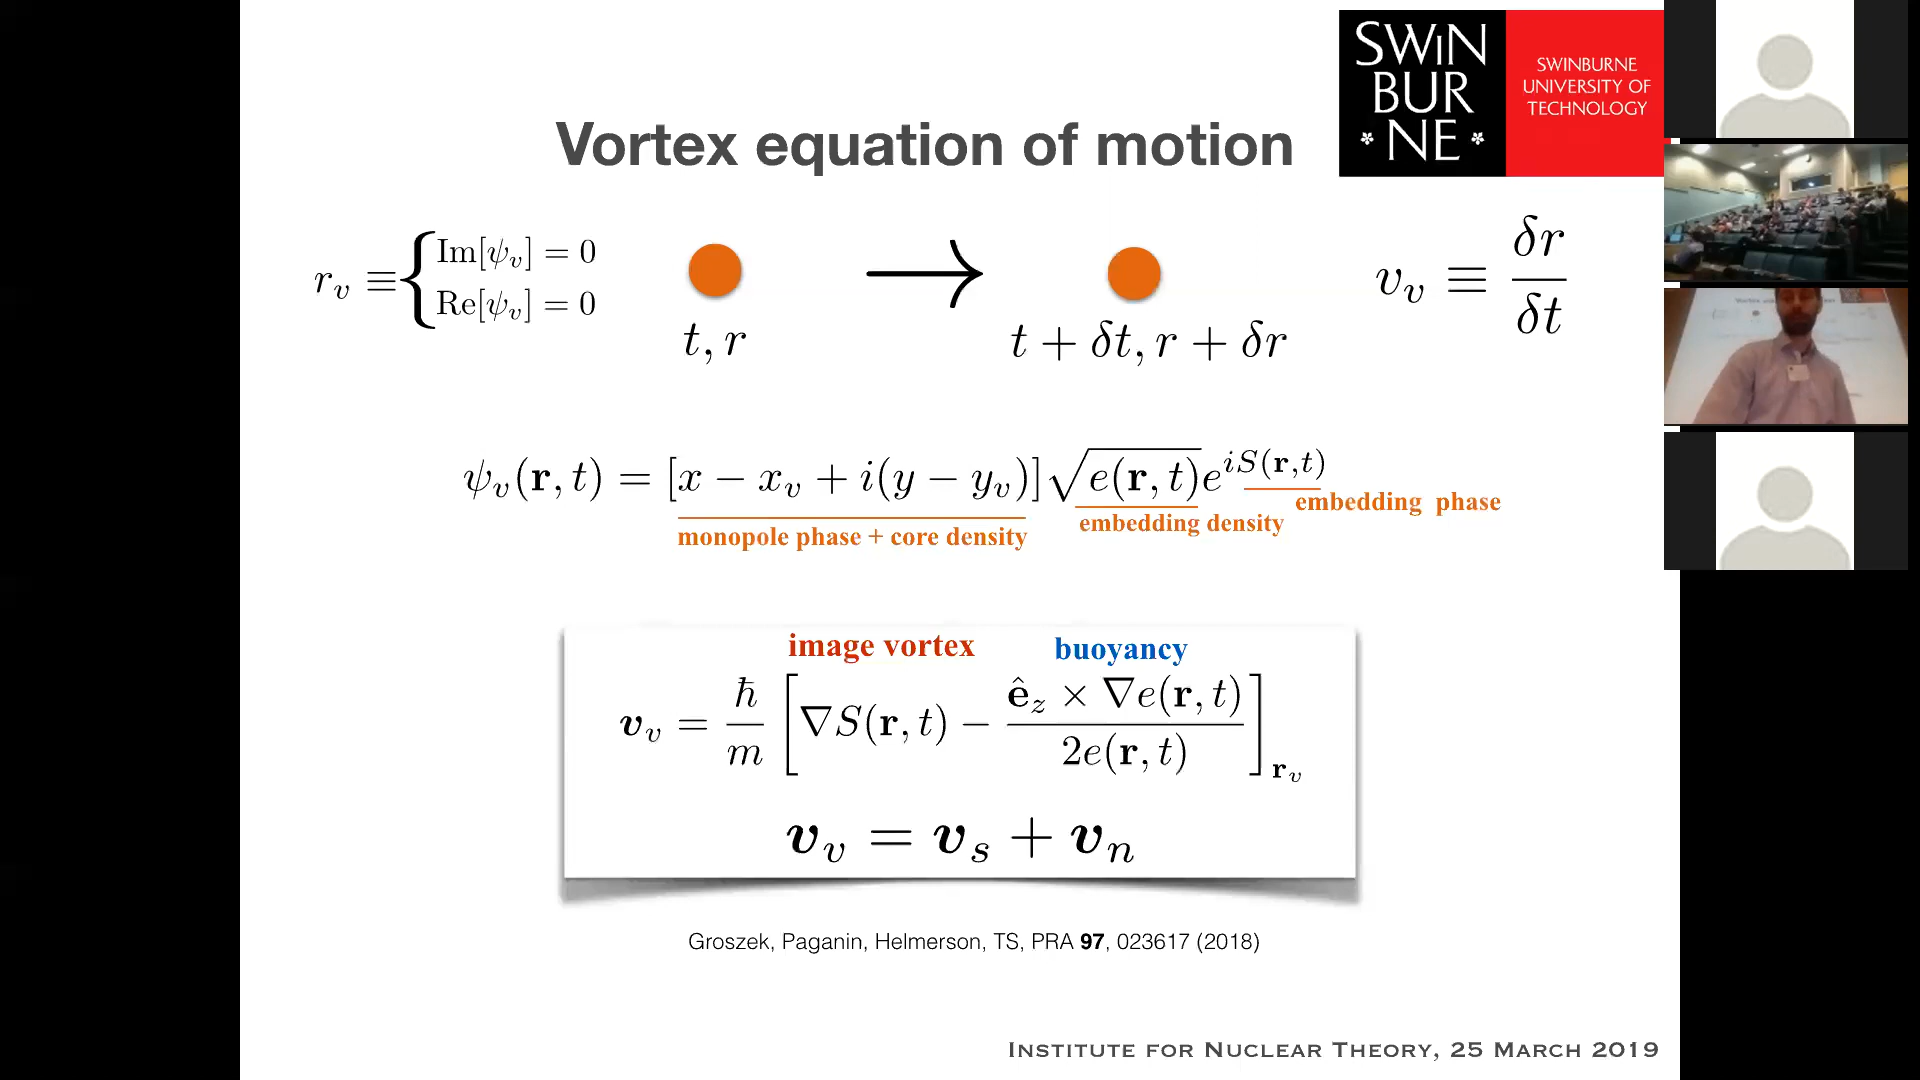 SWIN
BUR
NE
SWINBURNE
UNIVERSITY OF
TECHNOLOGY
Vortex equation of motion
r_v ≡ { Im[ψ_v] = 0
Re[ψ_v] = 0
t, r
→
t + δt, r + δr
v_v ≡ δr/δt
ψ_v(r, t) = [x − x_v + i(y − y_v)]√e(r, t) e^{iS(r,t)}
monopole phase + core density
embedding density
embedding phase
image vortex
buoyancy
v_v = ħ/m [∇S(r, t) − ê_z × ∇e(r, t) / 2e(r, t)]_{r_v}
v_v = v_s + v_n
Groszek, Paganin, Helmerson, TS, PRA 97, 023617 (2018)
INSTITUTE FOR NUCLEAR THEORY, 25 MARCH 2019